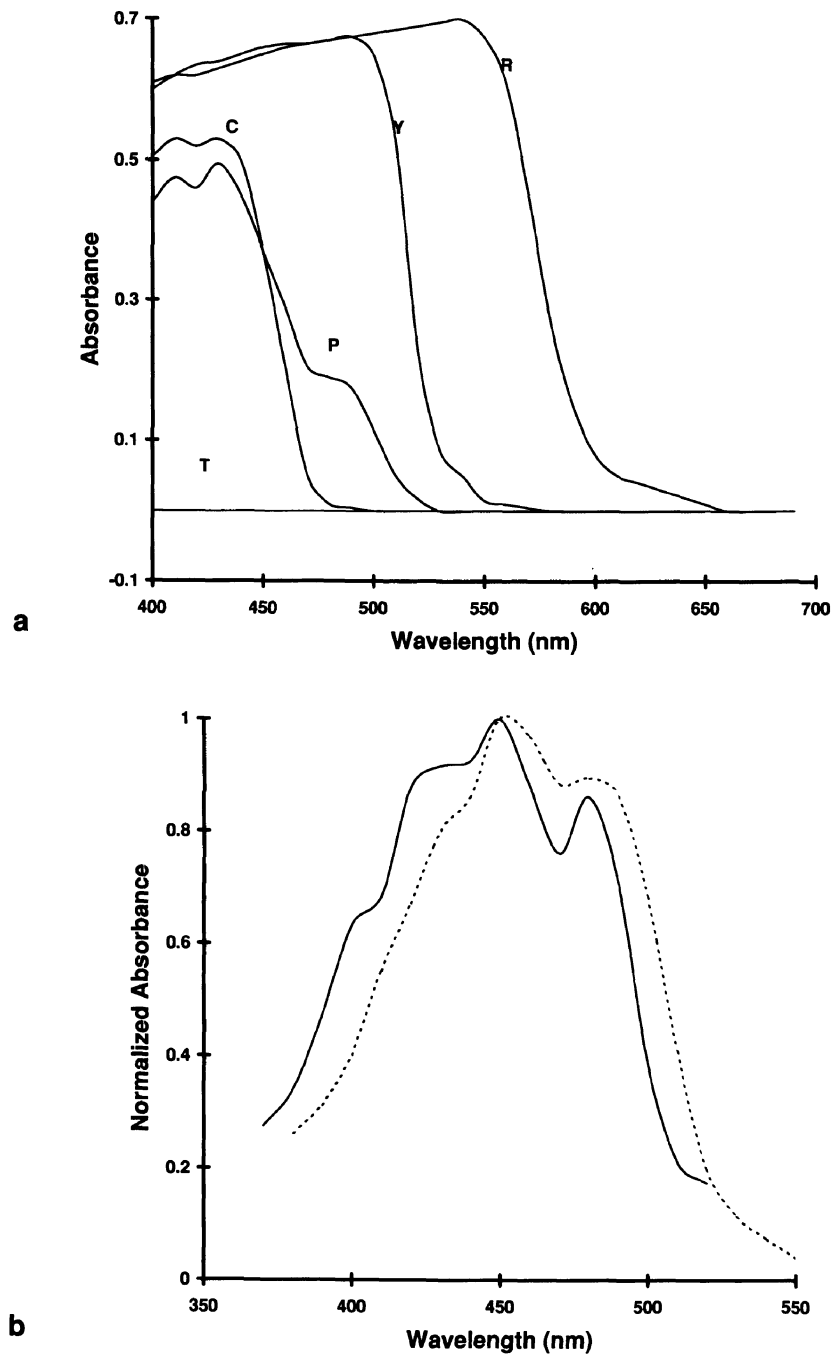 0.7
R
C
Y
0.5
Absorbance
0.3
P
0.1
T
-0.1
400 450 500 550 600 650 700
a
Wavelength (nm)
1
0.8
Normalized Absorbance
0.6
0.4
0.2
0
350 400 450 500 550
b
Wavelength (nm)